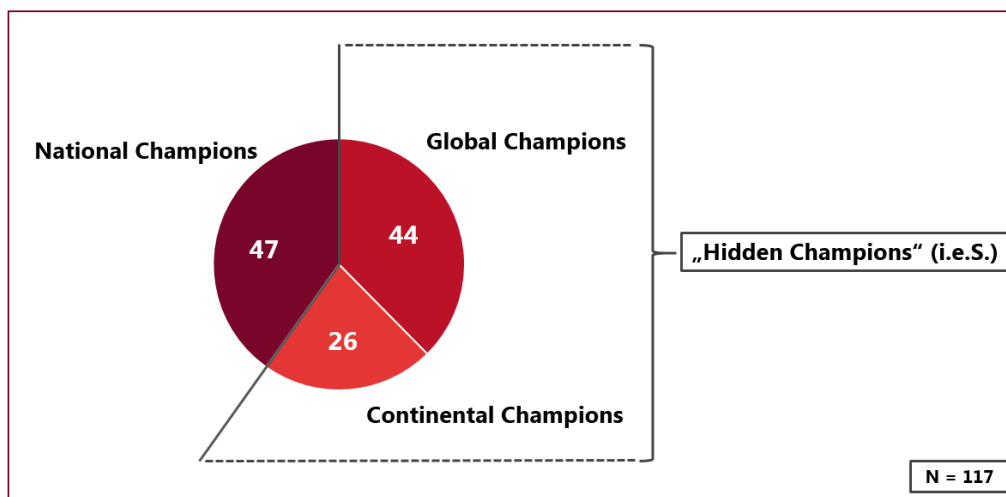 National Champions
Global Champions
47
44
„Hidden Champions“ (i.e.S.)
26
Continental Champions
N = 117